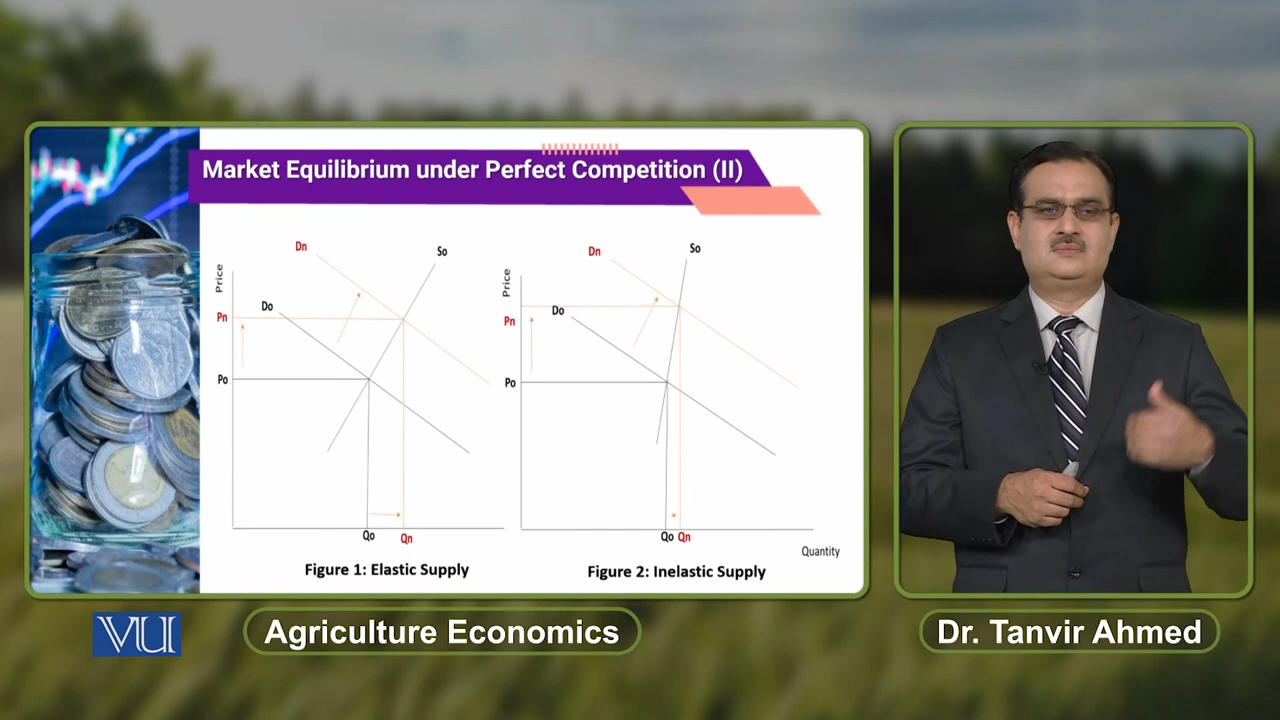 Market Equilibrium under Perfect Competition (II)
Dn
So
Price
Do
Pn
Po
Qo
Qn
Figure 1: Elastic Supply
Dn
So
Price
Do
Pn
Po
Qo
Qn
Quantity
Figure 2: Inelastic Supply
VU
Agriculture Economics
Dr. Tanvir Ahmed